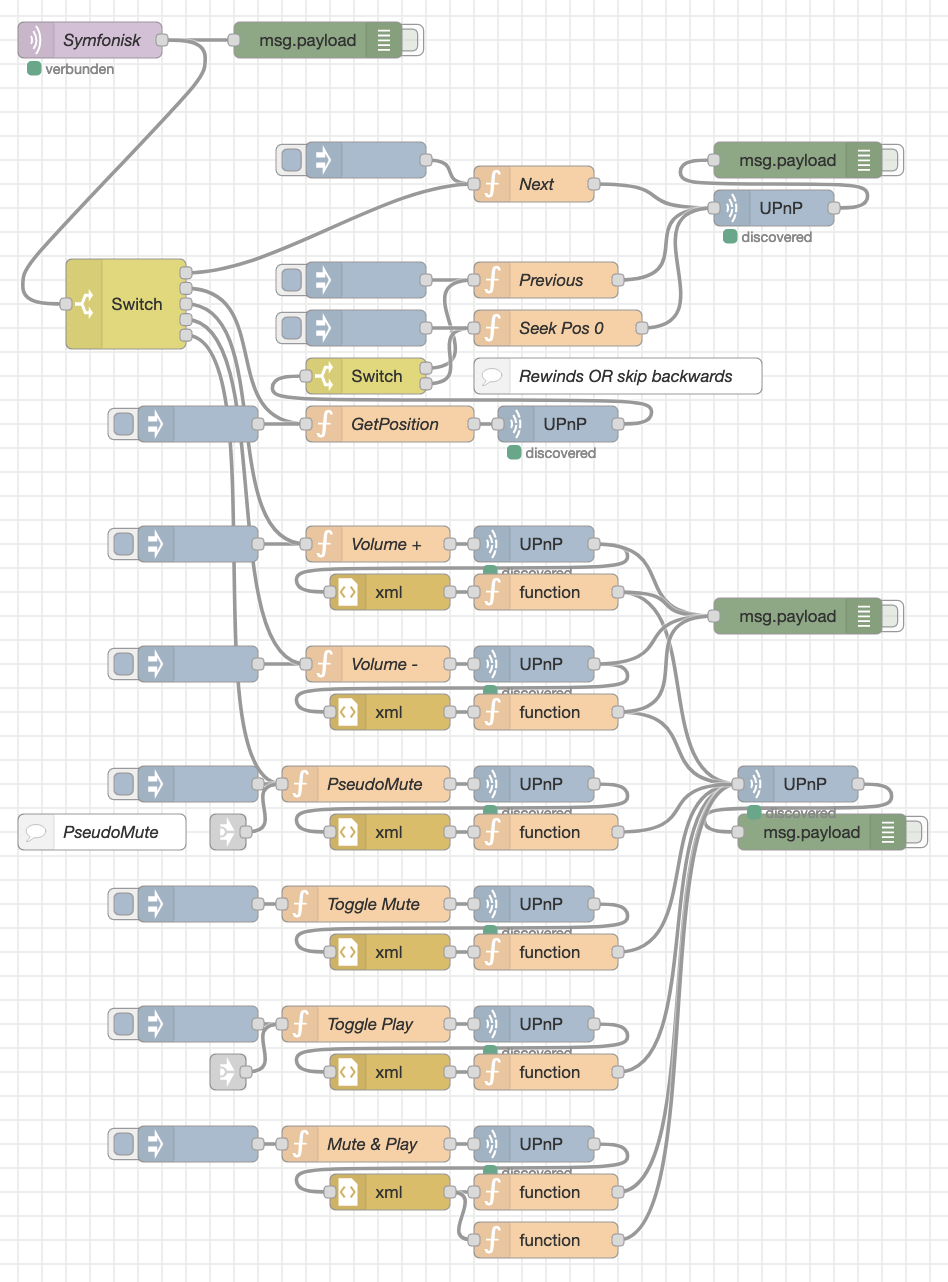 Symfonisk
msg.payload
verbunden
msg.payload
Next
UPnP
discovered
Switch
Previous
Seek Pos 0
Switch
Rewinds OR skip backwards
GetPosition
UPnP
discovered
Volume +
UPnP
discovered
xml
function
msg.payload
Volume -
UPnP
discovered
xml
function
PseudoMute
UPnP
UPnP
discovered
discovered
PseudoMute
xml
function
msg.payload
Toggle Mute
UPnP
discovered
xml
function
Toggle Play
UPnP
discovered
xml
function
Mute & Play
UPnP
discovered
xml
function
function